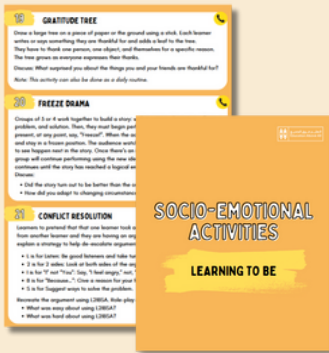 19 GRATITUDE TREE
Draw a large tree on a piece of paper or the ground using a stick. Each learner
writes or says something they are thankful for and adds a leaf to the tree.
They have to thank one person, one object, and themselves for a specific reason.
The tree grows as everyone expresses their thanks.
Discuss: What surprised you about the things you and your friends are thankful for?
Note: This activity can also be done as a daily routine.
20 FREEZE DRAMA
Groups of 3 or 4 work together to build a story:
problem, and solution. Then, they must begin
present, at any point, say, "Freeze!". When the
and stay in a frozen position. The audience
to see happen next in the story. Once there's an
group will continue performing using the new
continues until the story has reached a logical
Discuss:
• Did the story turn out to be better than the
• How did you adapt to changing
21 CONFLICT RESOLUTION
Learners to pretend that that one learner took
from another learner and they are having an
explain a strategy to help de-escalate
• L is for Listen: Be good listeners and take
• 2 is for 2 sides: Look at both sides of the
• I is for "I" not "You": Say, "I feel angry," not, "
• B is for "Because...": Give a reason for your
• S is for Suggest ways to solve the problem.
Recreate the argument using L2IBSA. Role-play
• What was easy about using L2IBSA?
• What was hard about using L2IBSA?
SOCIO-EMOTIONAL
ACTIVITIES
LEARNING TO BE